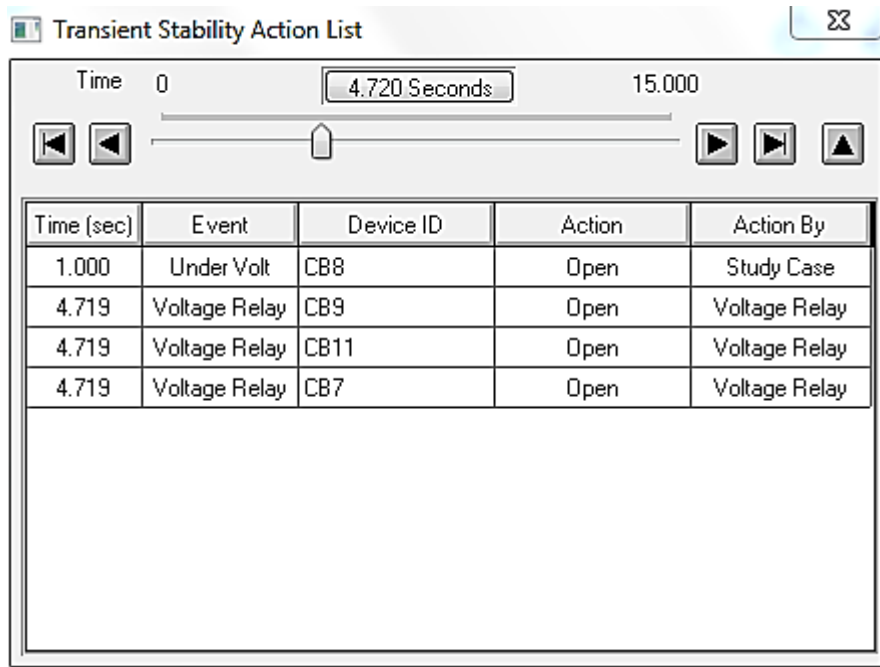 Transient Stability Action List
Time 0 4.720 Seconds 15.000
Time (sec) Event Device ID Action Action By
1.000 Under Volt CB8 Open Study Case
4.719 Voltage Relay CB9 Open Voltage Relay
4.719 Voltage Relay CB11 Open Voltage Relay
4.719 Voltage Relay CB7 Open Voltage Relay